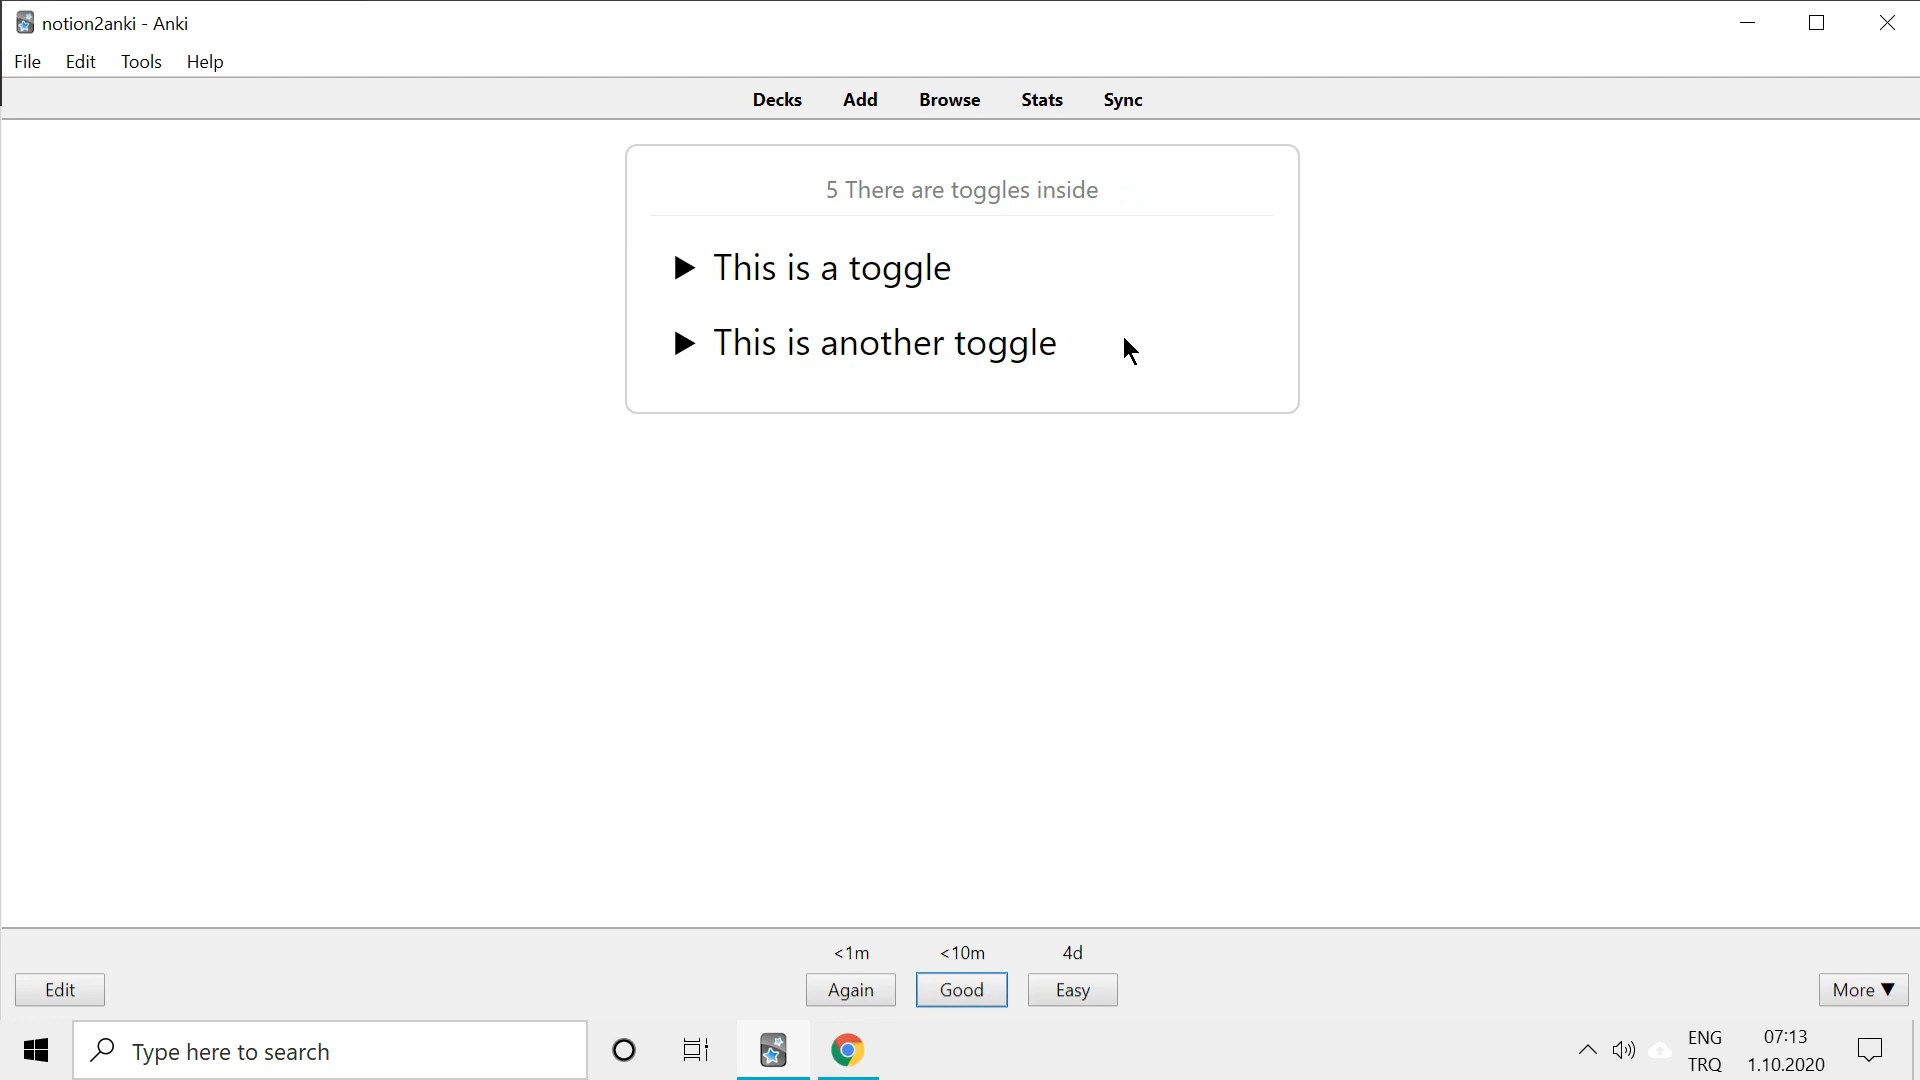 notion2anki - Anki
File Edit Tools Help
Decks Add Browse Stats Sync
5 There are toggles inside
▶ This is a toggle
▶ This is another toggle
<1m <10m 4d
Edit Again Good Easy More ▼
Type here to search
ENG 07:13
TRQ 1.10.2020